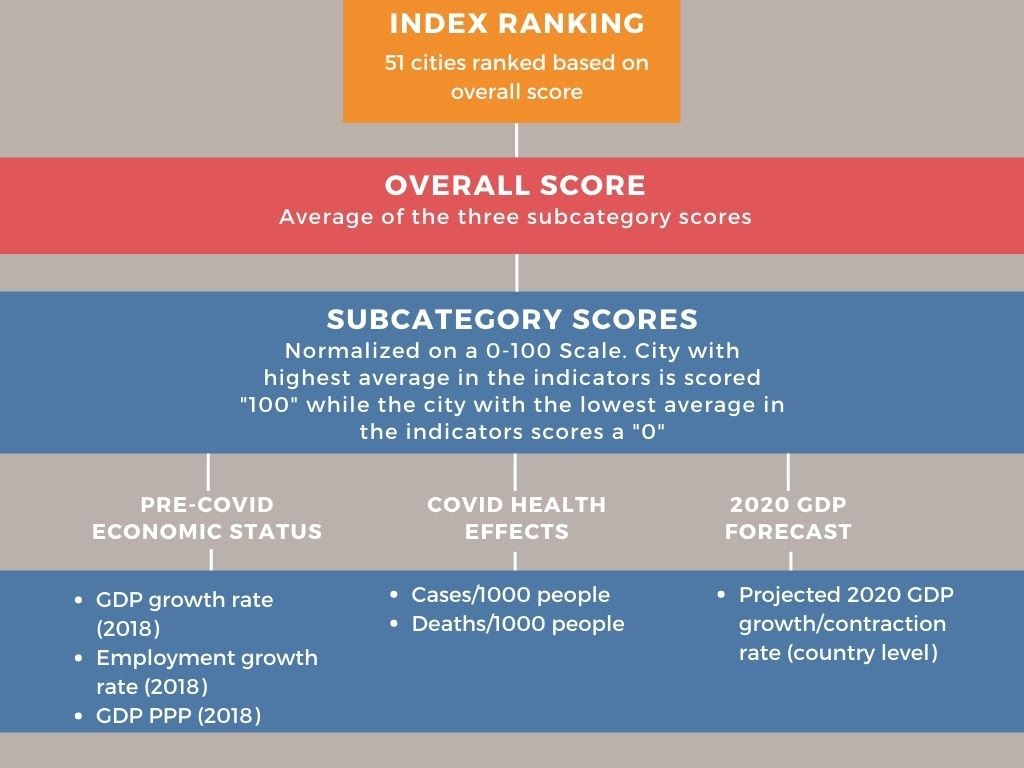 INDEX RANKING
51 cities ranked based on
overall score
OVERALL SCORE
Average of the three subcategory scores
SUBCATEGORY SCORES
Normalized on a 0-100 Scale. City with
highest average in the indicators is scored
"100" while the city with the lowest average in
the indicators scores a "0"
PRE-COVID
ECONOMIC STATUS
• GDP growth rate
(2018)
• Employment growth
rate (2018)
• GDP PPP (2018)
COVID HEALTH
EFFECTS
• Cases/1000 people
• Deaths/1000 people
2020 GDP
FORECAST
• Projected 2020 GDP
growth/contraction
rate (country level)